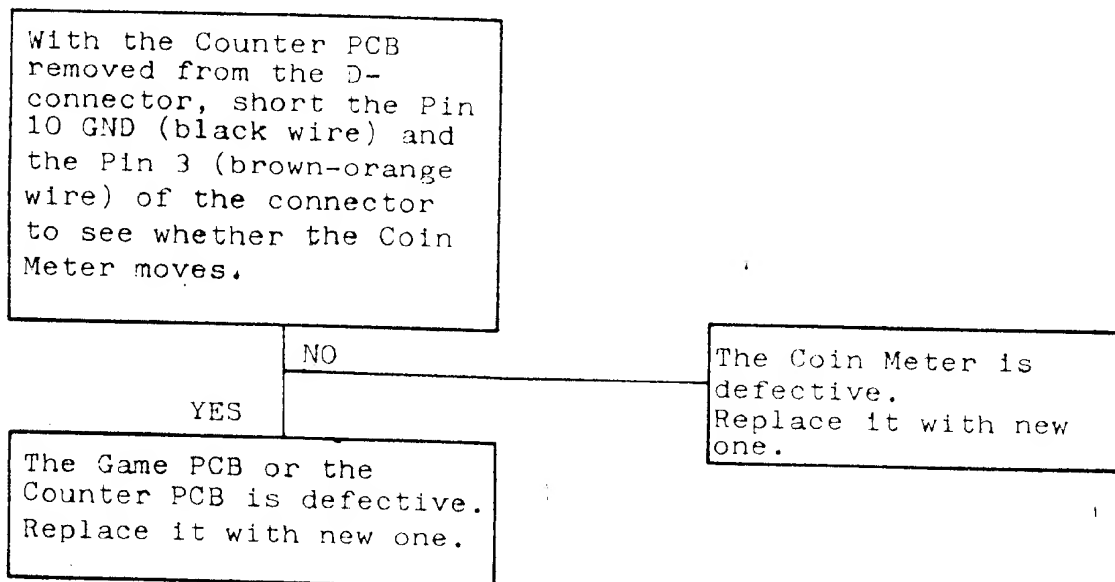 With the Counter PCB
removed from the D-
connector, short the Pin
10 GND (black wire) and
the Pin 3 (brown-orange
wire) of the connector
to see whether the Coin
Meter moves.
NO
The Coin Meter is
defective.
Replace it with new
one.
YES
The Game PCB or the
Counter PCB is defective.
Replace it with new one.